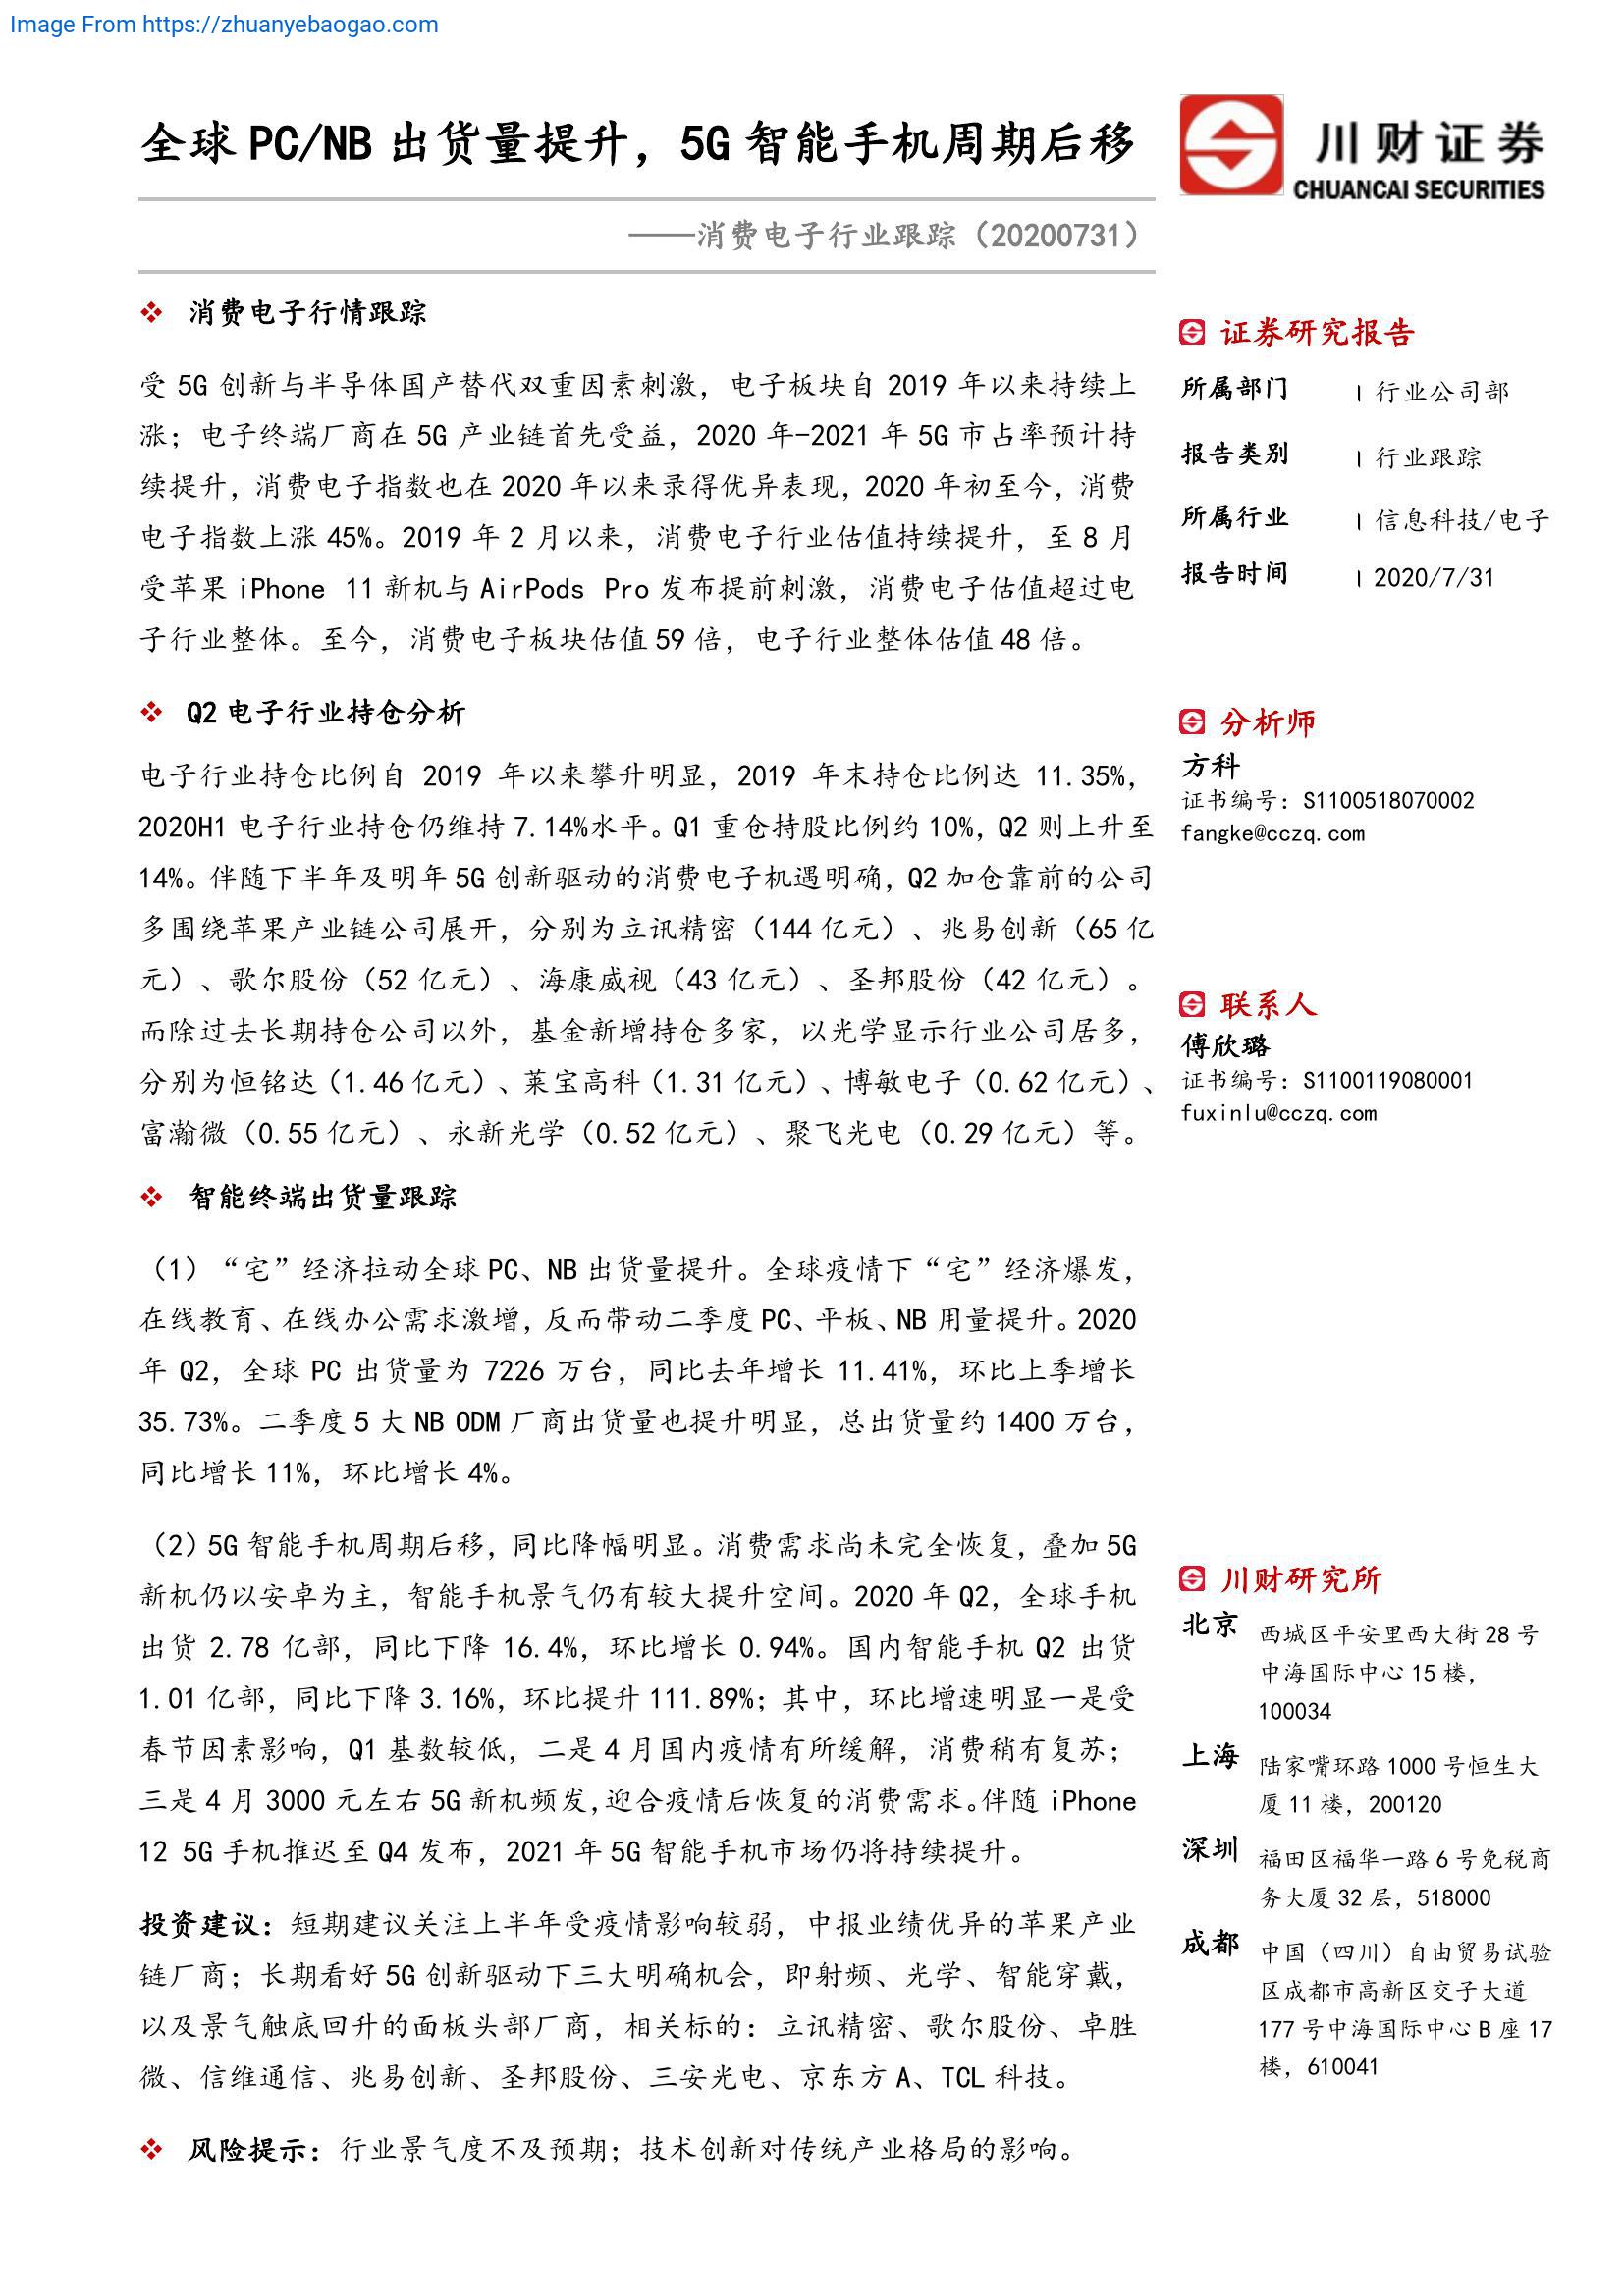 Image From https://zhuanyebaogao.com
全球 PC/NB 出货量提升，5G 智能手机周期后移
川财证券
CHUANCAI SECURITIES
——消费电子行业跟踪（20200731）
消费电子行情跟踪
受 5G 创新与半导体国产替代双重因素刺激，电子板块自 2019 年以来持续上
涨；电子终端厂商在 5G 产业链首先受益，2020 年-2021 年 5G 市占率预计持
续提升，消费电子指数也在 2020 年以来录得优异表现，2020 年初至今，消费
电子指数上涨 45%。2019 年 2 月以来，消费电子行业估值持续提升，至 8 月
受苹果 iPhone 11 新机与 AirPods Pro 发布提前刺激，消费电子估值超过电
子行业整体。至今，消费电子板块估值 59 倍，电子行业整体估值 48 倍。
Q2 电子行业持仓分析
电子行业持仓比例自 2019 年以来攀升明显，2019 年末持仓比例达 11.35%，
2020H1 电子行业持仓仍维持 7.14%水平。Q1 重仓持股比例约 10%，Q2 则上升至
14%。伴随下半年及明年 5G 创新驱动的消费电子机遇明确，Q2 加仓靠前的公司
多围绕苹果产业链公司展开，分别为立讯精密（144 亿元）、兆易创新（65 亿
元）、歌尔股份（52 亿元）、海康威视（43 亿元）、圣邦股份（42 亿元）。
而除过去长期持仓公司以外，基金新增持仓多家，以光学显示行业公司居多，
分别为恒铭达（1.46 亿元）、莱宝高科（1.31 亿元）、博敏电子（0.62 亿元）、
富瀚微（0.55 亿元）、永新光学（0.52 亿元）、聚飞光电（0.29 亿元）等。
智能终端出货量跟踪
（1）“宅”经济拉动全球 PC、NB 出货量提升。全球疫情下“宅”经济爆发，
在线教育、在线办公需求激增，反而带动二季度 PC、平板、NB 用量提升。2020
年 Q2，全球 PC 出货量为 7226 万台，同比去年增长 11.41%，环比上季增长
35.73%。二季度 5 大 NB ODM 厂商出货量也提升明显，总出货量约 1400 万台，
同比增长 11%，环比增长 4%。
（2）5G 智能手机周期后移，同比降幅明显。消费需求尚未完全恢复，叠加 5G
新机仍以安卓为主，智能手机景气仍有较大提升空间。2020 年 Q2，全球手机
出货 2.78 亿部，同比下降 16.4%，环比增长 0.94%。国内智能手机 Q2 出货
1.01 亿部，同比下降 3.16%，环比提升 111.89%；其中，环比增速明显一是受
春节因素影响，Q1 基数较低，二是 4 月国内疫情有所缓解，消费稍有复苏；
三是 4 月 3000 元左右 5G 新机频发，迎合疫情后恢复的消费需求。伴随 iPhone
12 5G 手机推迟至 Q4 发布，2021 年 5G 智能手机市场仍将持续提升。
投资建议：短期建议关注上半年受疫情影响较弱，中报业绩优异的苹果产业
链厂商；长期看好 5G 创新驱动下三大明确机会，即射频、光学、智能穿戴，
以及景气触底回升的面板头部厂商，相关标的：立讯精密、歌尔股份、卓胜
微、信维通信、兆易创新、圣邦股份、三安光电、京东方 A、TCL 科技。
风险提示：行业景气度不及预期；技术创新对传统产业格局的影响。
证券研究报告
所属部门 | 行业公司部
报告类别 | 行业跟踪
所属行业 | 信息科技/电子
报告时间 | 2020/7/31
分析师
方科
证书编号：S1100518070002
fangke@cczq.com
联系人
傅欣璐
证书编号：S1100119080001
fuxinlu@cczq.com
川财研究所
北京 西城区平安里西大街 28 号
中海国际中心 15 楼，
100034
上海 陆家嘴环路 1000 号恒生大
厦 11 楼，200120
深圳 福田区福华一路 6 号免税商
务大厦 32 层，518000
成都 中国（四川）自由贸易试验
区成都市高新区交子大道
177 号中海国际中心 B 座 17
楼，610041